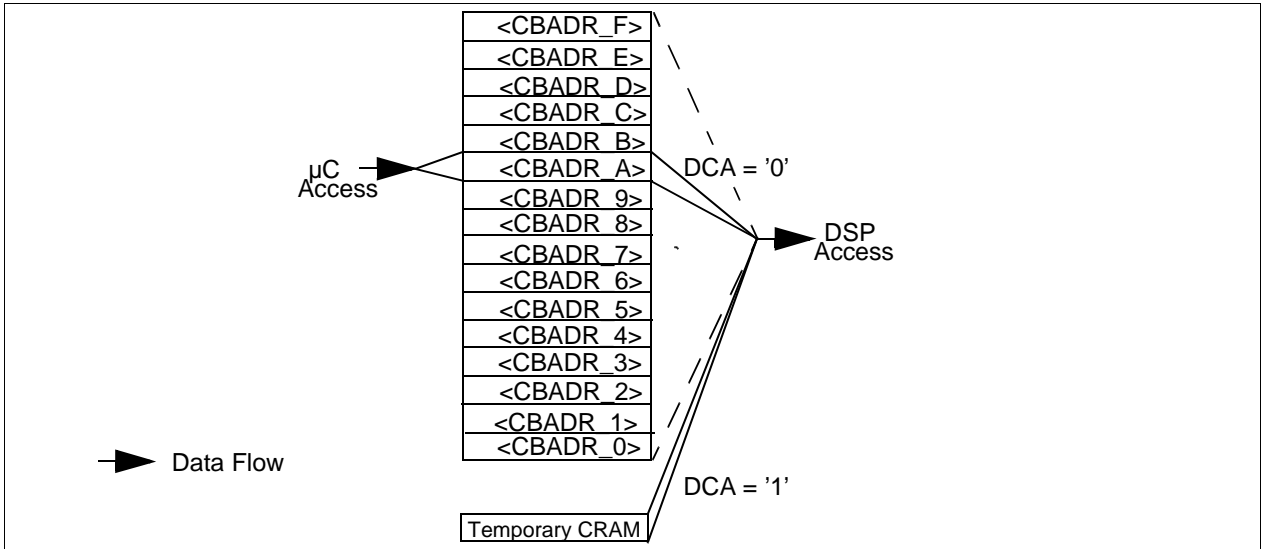 <CBADR_F>
<CBADR_E>
<CBADR_D>
<CBADR_C>
<CBADR_B>
<CBADR_A>
<CBADR_9>
<CBADR_8>
<CBADR_7>
<CBADR_6>
<CBADR_5>
<CBADR_4>
<CBADR_3>
<CBADR_2>
<CBADR_1>
<CBADR_0>
µC
Access
DCA = '0'
DSP
Access
Data Flow
DCA = '1'
Temporary CRAM